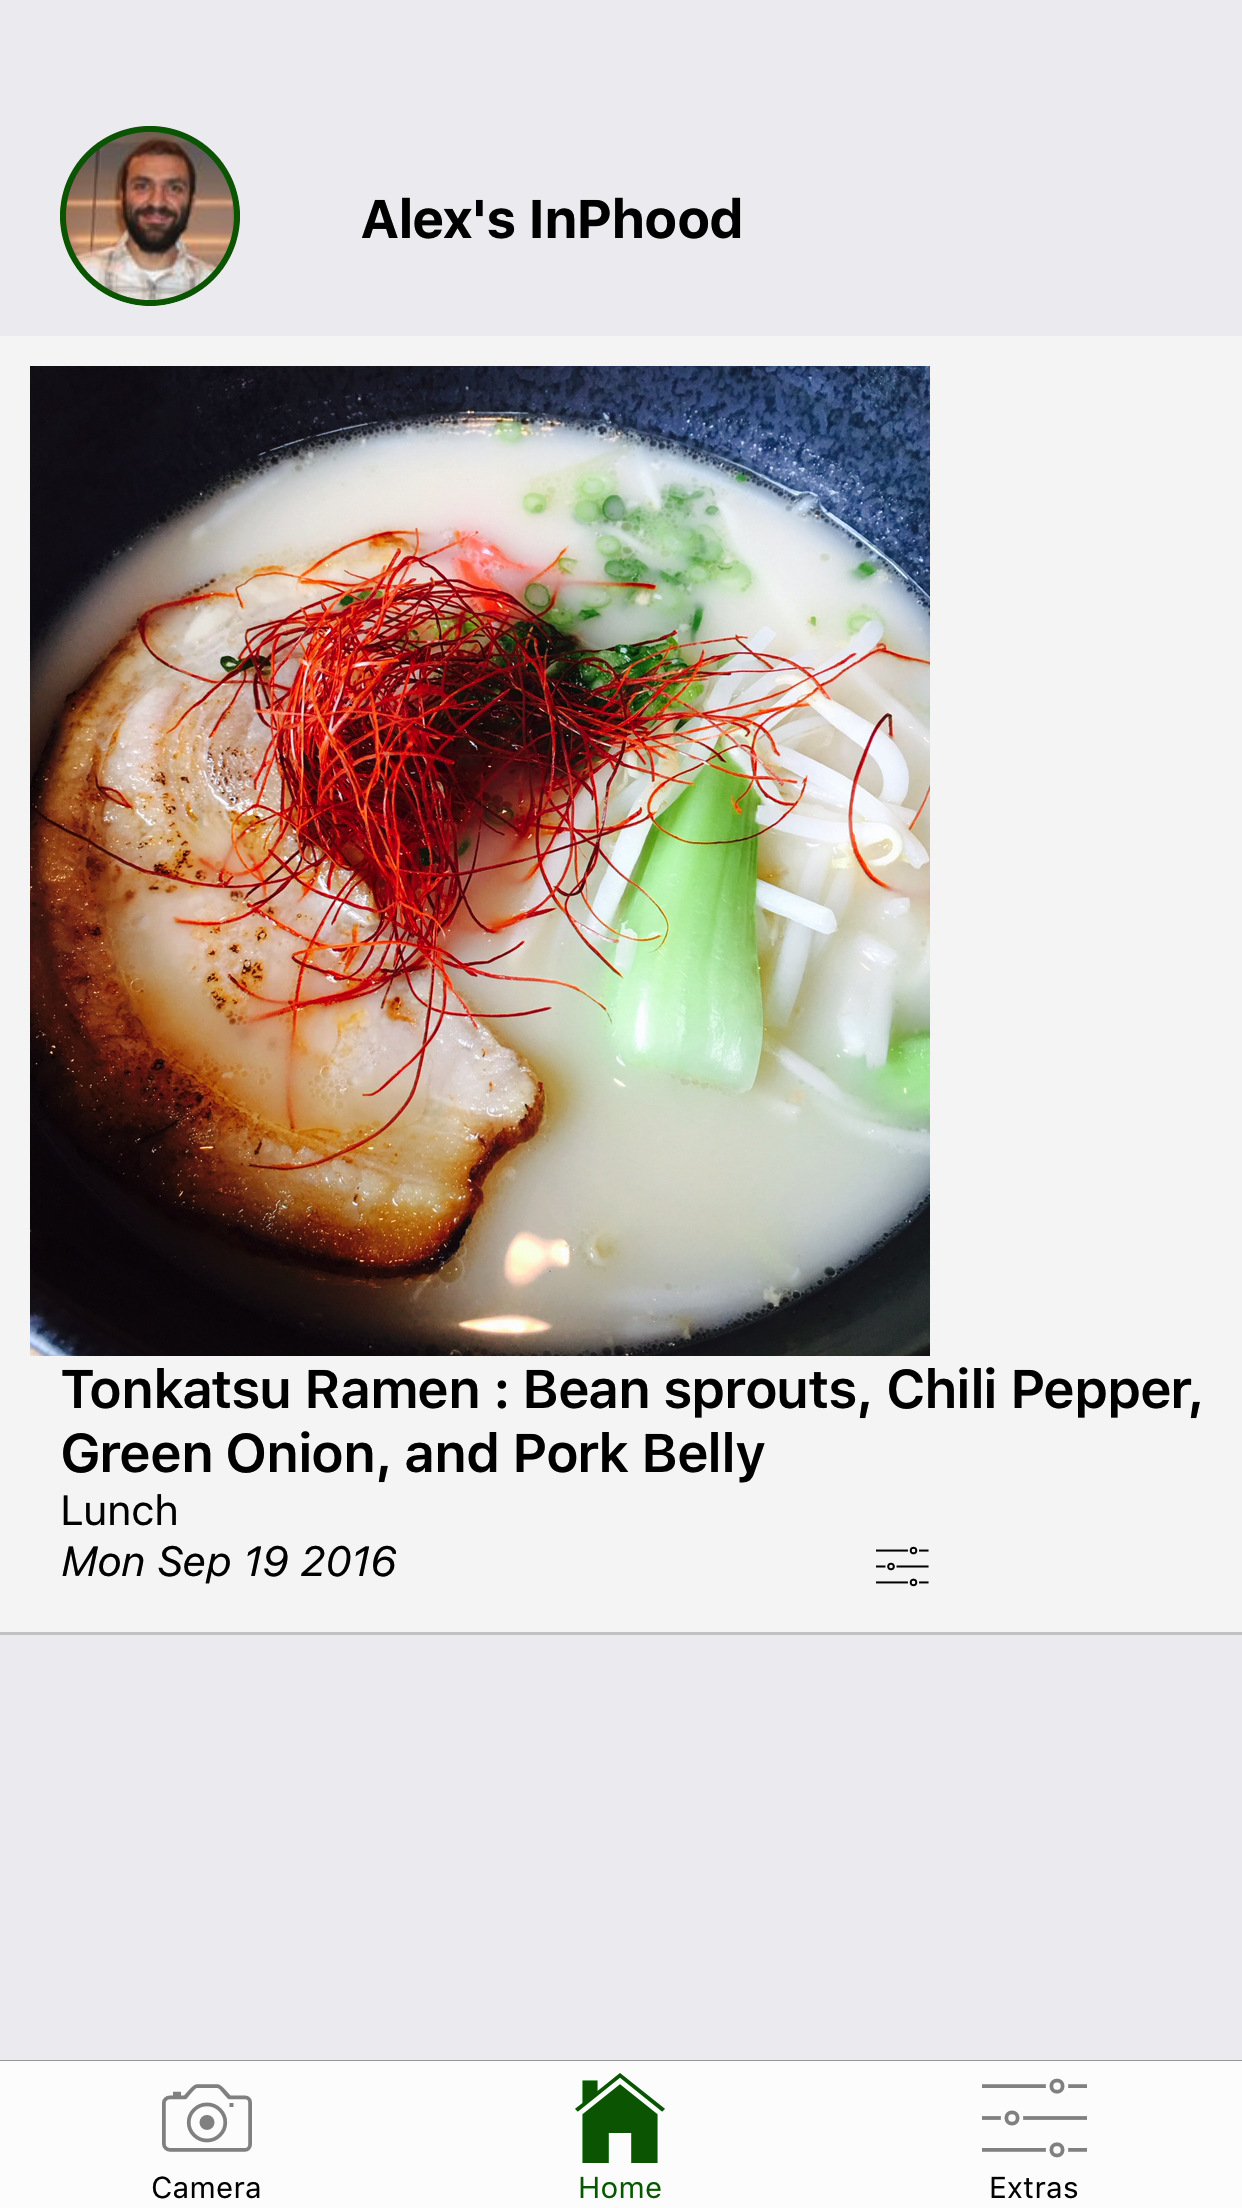 Alex's InPhood
Tonkatsu Ramen : Bean sprouts, Chili Pepper,
Green Onion, and Pork Belly
Lunch
Mon Sep 19 2016
Camera
Home
Extras